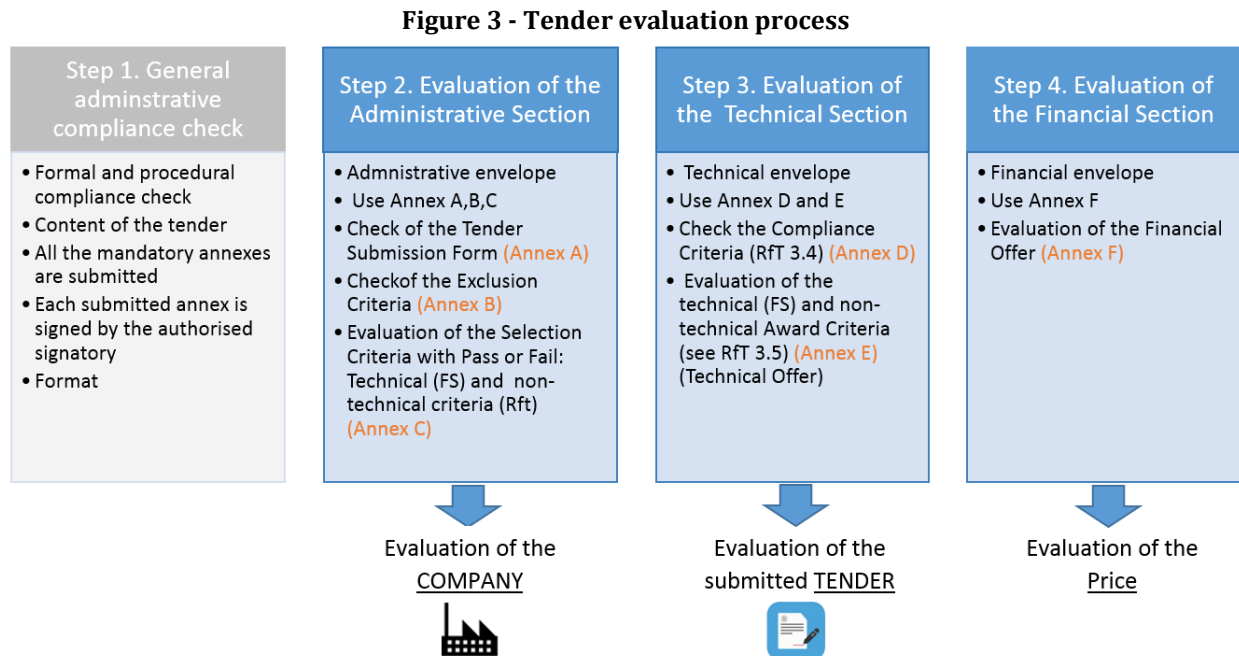 Figure 3 - Tender evaluation process
Step 1. General
adminstrative
compliance check
• Formal and procedural
compliance check
• Content of the tender
• All the mandatory annexes
are submitted
• Each submitted annex is
signed by the authorised
signatory
• Format
Step 2. Evaluation of the
Administrative Section
• Admnistrative envelope
• Use Annex A,B,C
• Check of the Tender
Submission Form (Annex A)
• Checkof the Exclusion
Criteria (Annex B)
• Evaluation of the Selection
Criteria with Pass or Fail:
Technical (FS) and non-
technical criteria (Rft)
(Annex C)
Evaluation of the
COMPANY
Step 3. Evaluation of
the Technical Section
• Technical envelope
• Use Annex D and E
• Check the Compliance
Criteria (RfT 3.4) (Annex D)
• Evaluation of the
technical (FS) and non-
technical Award Criteria
(see RfT 3.5) (Annex E)
(Technical Offer)
Evaluation of the
submitted TENDER
Step 4. Evaluation of
the Financial Section
• Financial envelope
• Use Annex F
• Evaluation of the Financial
Offer (Annex F)
Evaluation of the
Price